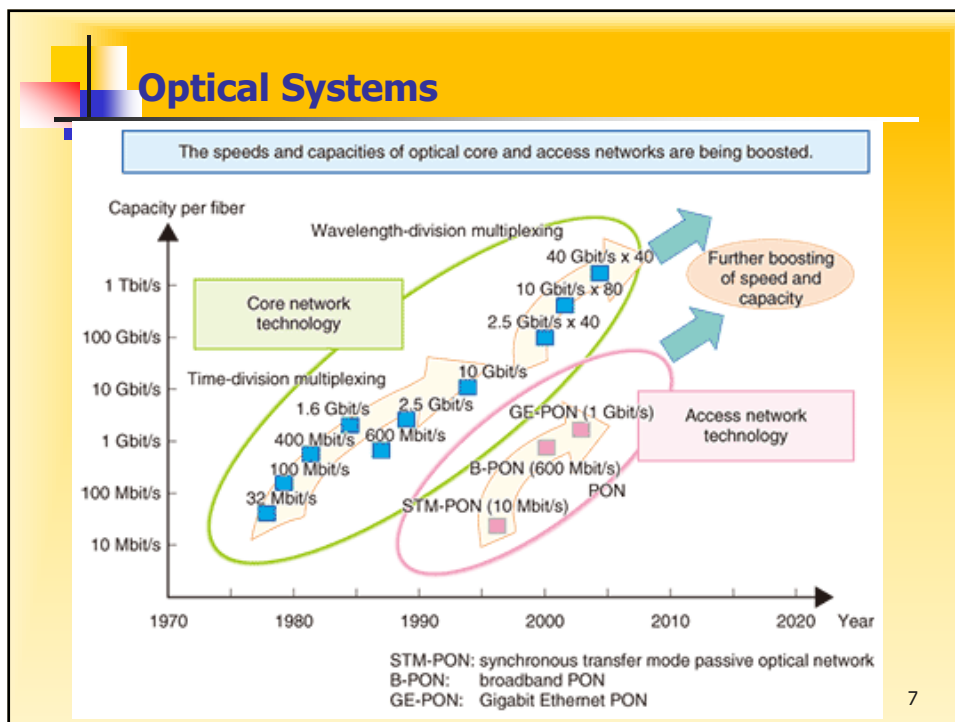 Optical Systems
The speeds and capacities of optical core and access networks are being boosted.
Capacity per fiber
Wavelength-division multiplexing
40 Gbit/s x 40
Further boosting
of speed and
capacity
1 Tbit/s
10 Gbit/s x 80
Core network
technology
2.5 Gbit/s x 40
100 Gbit/s
Time-division multiplexing
10 Gbit/s
10 Gbit/s
1.6 Gbit/s
2.5 Gbit/s
GE-PON (1 Gbit/s)
Access network
technology
1 Gbit/s
400 Mbit/s
600 Mbit/s
100 Mbit/s
B-PON (600 Mbit/s)
PON
100 Mbit/s
32 Mbit/s
STM-PON (10 Mbit/s)
10 Mbit/s
1970
1980
1990
2000
2010
2020
Year
STM-PON: synchronous transfer mode passive optical network
B-PON: broadband PON
GE-PON: Gigabit Ethernet PON
7